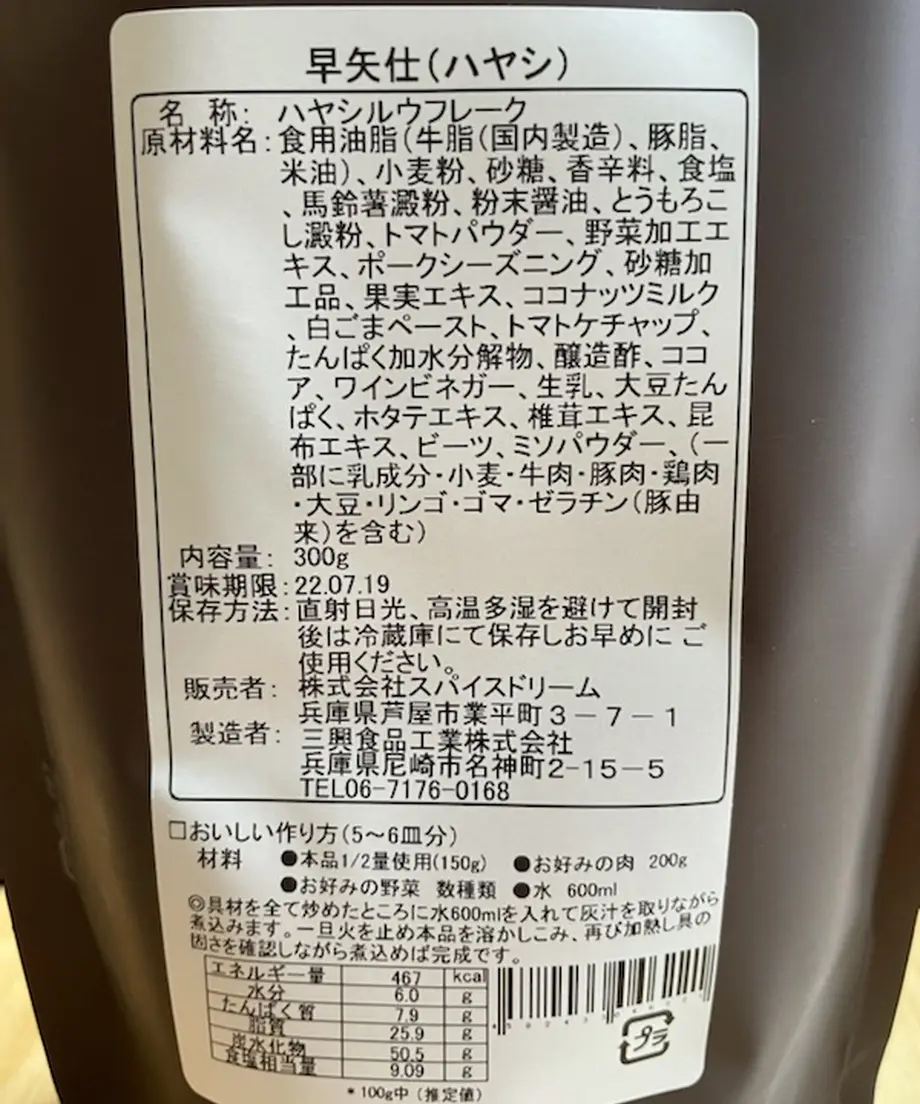 早矢仕(ハヤシ)
名 称: ハヤシルウフレーク
原材料名:食用油脂(牛脂(国内製造)、豚脂、
米油)、小麦粉、砂糖、香辛料、食塩
、馬鈴薯澱粉、粉末醤油、とうもろこ
し澱粉、トマトパウダー、野菜加工エ
キス、ポークシーズニング、砂糖加
工品、果実エキス、ココナッツミルク
、白ごまペースト、トマトケチャップ、
たんぱく加水分解物、醸造酢、ココ
ア、ワインビネガー、生乳、大豆たん
ぱく、ホタテエキス、椎茸エキス、昆
布エキス、ビーツ、ミソパウダー、(一
部に乳成分・小麦・牛肉・豚肉・鶏肉
・大豆・リンゴ・ゴマ・ゼラチン(豚由
来)を含む)
内容量: 300g
賞味期限:22.07.19
保存方法:直射日光、高温多湿を避けて開封
後は冷蔵庫にて保存しお早めに ご
使用ください。
販売者: 株式会社スパイスドリーム
兵庫県芦屋市業平町3-7-1
製造者: 三興食品工業株式会社
兵庫県尼崎市名神町2-15-5
TEL06-7176-0168
□おいしい作り方(5～6皿分)
材料 ●本品1/2量使用(150g) ●お好みの肉 200g
●お好みの野菜 数種類 ●水 600ml
◎具材を全て炒めたところに水600mlを入れて灰汁を取りながら
煮込みます。一旦火を止め本品を溶かしこみ、再び加熱し具の
固さを確認しながら煮込めば完成です。
エネルギー量 467 kcal
水分 6.0 g
たんぱく質 7.9 g
脂質 25.9 g
炭水化物 50.5 g
食塩相当量 9.09 g
*100g中(推定値)
プラ